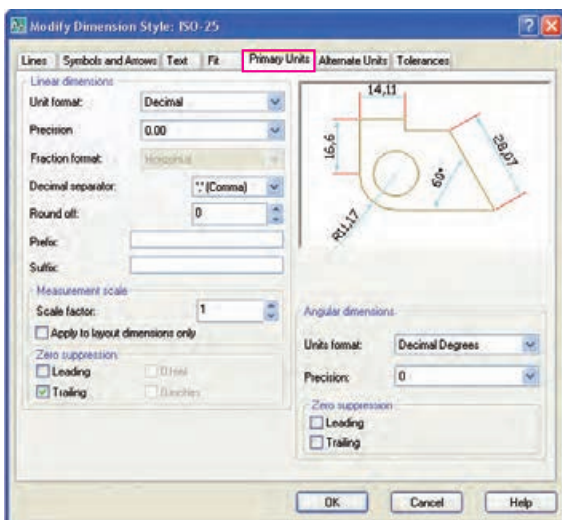 Modify Dimension Style: ISO-25
Lines Symbols and Arrows Text Fit Primary Units Alternate Units Tolerances
Linear dimensions
Unit format: Decimal
Precision 0.00
Fraction format: Horizontal
Decimal separator: ',' (Comma)
Round off: 0
Prefix:
Suffix:
Measurement scale
Scale factor: 1
Apply to layout dimensions only
Zero suppression
Leading 0 feet
Trailing 0 inches
14,11
16,6
28,07
60°
R11,17
Angular dimensions
Units format: Decimal Degrees
Precision: 0
Zero suppression
Leading
Trailing
OK Cancel Help